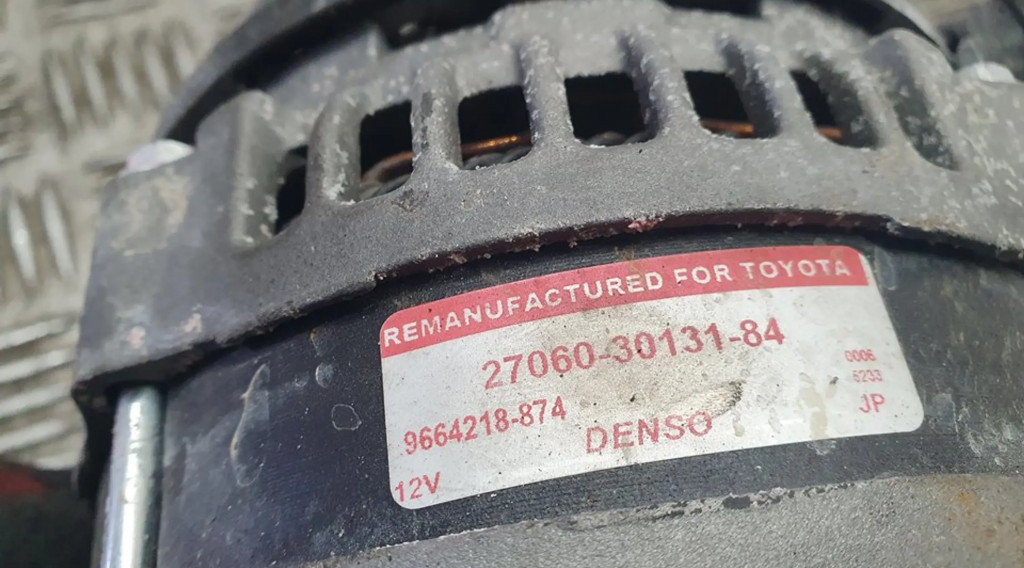 REMANUFACTURED FOR TOYOTA
27060-30131-84
0006
6233
9664218-874
JP
DENSO
12V